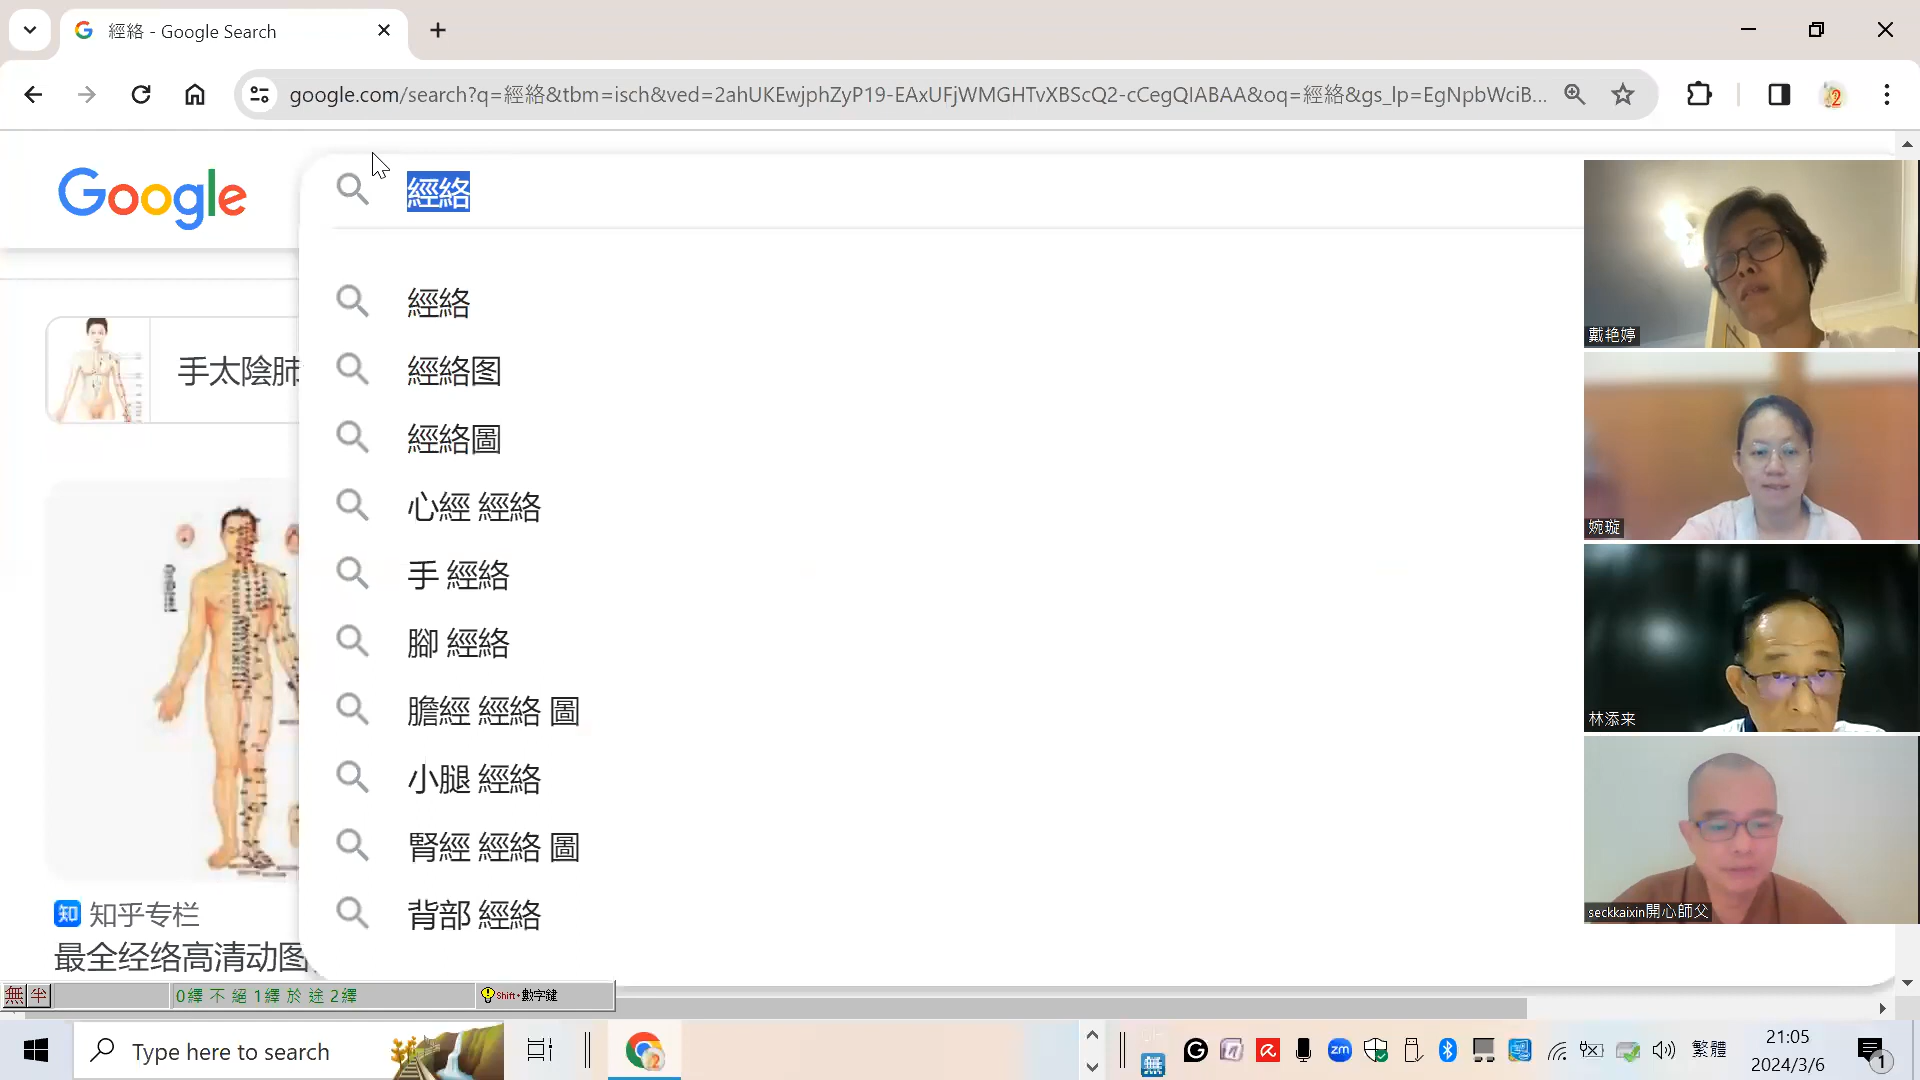 經絡 - Google Search
google.com/search?q=經絡&tbm=isch&ved=2ahUKEwjphZyP19-EAxUFjWMGHTvXBScQ2-cCegQIABAA&oq=經絡&gs_lp=EgNpbWciB...
Google
經絡
經絡
經絡图
經絡圖
心經 經絡
手 經絡
腳 經絡
膽經 經絡 圖
小腿 經絡
腎經 經絡 圖
背部 經絡
手太陰肺
知 知乎专栏
最全经络高清动图
戴艳婷
婉璇
林添来
seckkaixin開心師父
無 半
0繹 不 絕 1繹 於 途 2繹
Shift+數字鍵
Type here to search
2
zm
無
繁體
21:05
2024/3/6
1